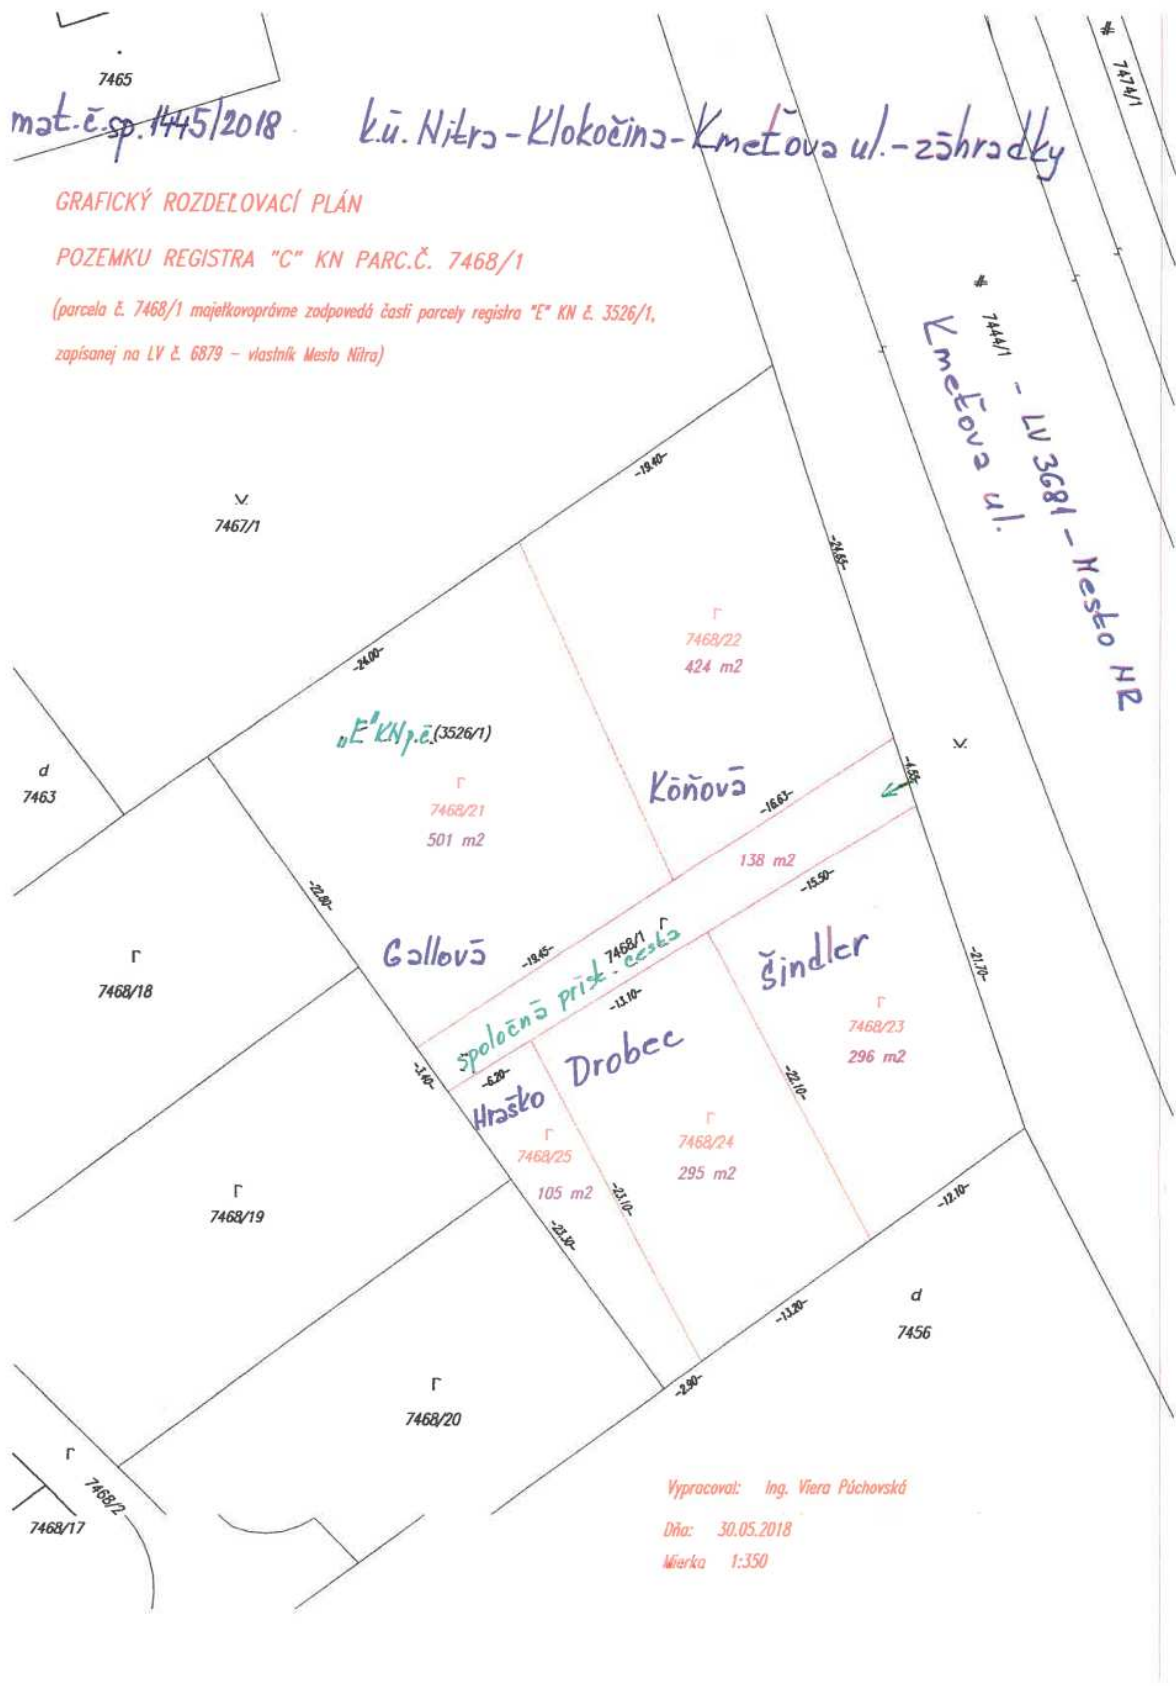 7465
#
7474/1
mat.č.sp. 1445/2018 k.ú. Nitra-Klokočina-Kmeťova ul.-záhradky
GRAFICKÝ ROZDEĽOVACÍ PLÁN
POZEMKU REGISTRA "C" KN PARC.Č. 7468/1
(parcela č. 7468/1 majetkovoprávne zodpovedá časti parcely registra "E" KN č. 3526/1,
zapísanej na LV č. 6879 - vlastník Mesto Nitra)
#
7444/1 - LV 3681 - Mesto NR
Kmeťova ul.
-19.40-
v
7467/1
-24.65-
7468/22
424 m2
-24.00-
"E" KN p.č. (3526/1)
v
d
7463
7468/21
501 m2
Kóňová
-4.55-
-16.63-
138 m2
-22.80-
-15.50-
r
7468/18
Gallová
-19.45-
7468/1
r
spoločná príst. cesta
Šindler
-21.70-
-13.10-
r
7468/23
296 m2
-3.40-
-6.20-
Drobec
-22.10-
Hraško
r
7468/25
105 m2
r
7468/24
295 m2
r
7468/19
-23.10-
-23.30-
-12.10-
-13.20-
d
7456
-2.90-
r
7468/20
r
7468/2
7468/17
Vypracoval: Ing. Viera Púchovská
Dňa: 30.05.2018
Mierka 1:350